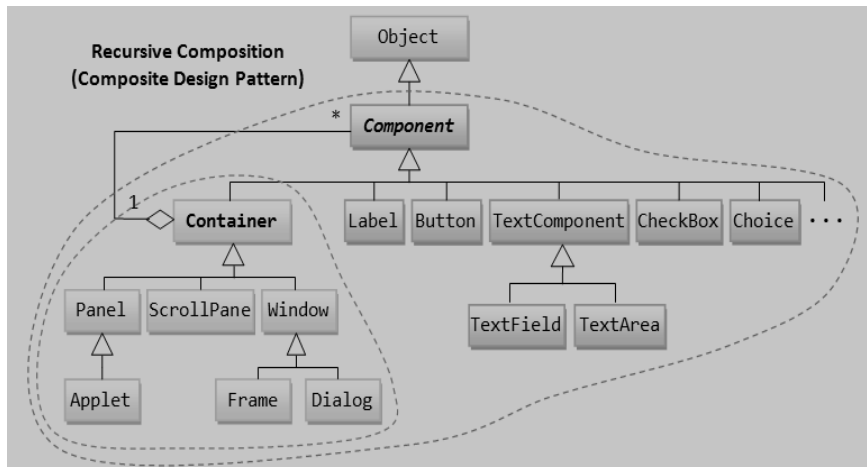 Object
Recursive Composition
(Composite Design Pattern)
*
Component
1
Container
Label
Button
TextComponent
CheckBox
Choice
...
Panel
ScrollPane
Window
TextField
TextArea
Applet
Frame
Dialog